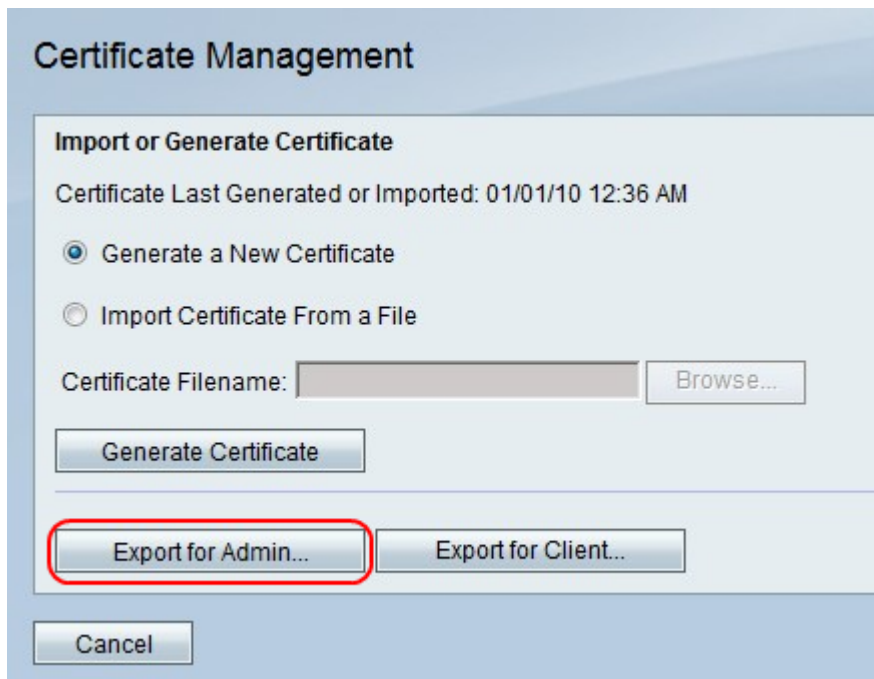 Certificate Management
Import or Generate Certificate
Certificate Last Generated or Imported: 01/01/10 12:36 AM
Generate a New Certificate
Import Certificate From a File
Certificate Filename: Browse...
Generate Certificate
Export for Admin... Export for Client...
Cancel